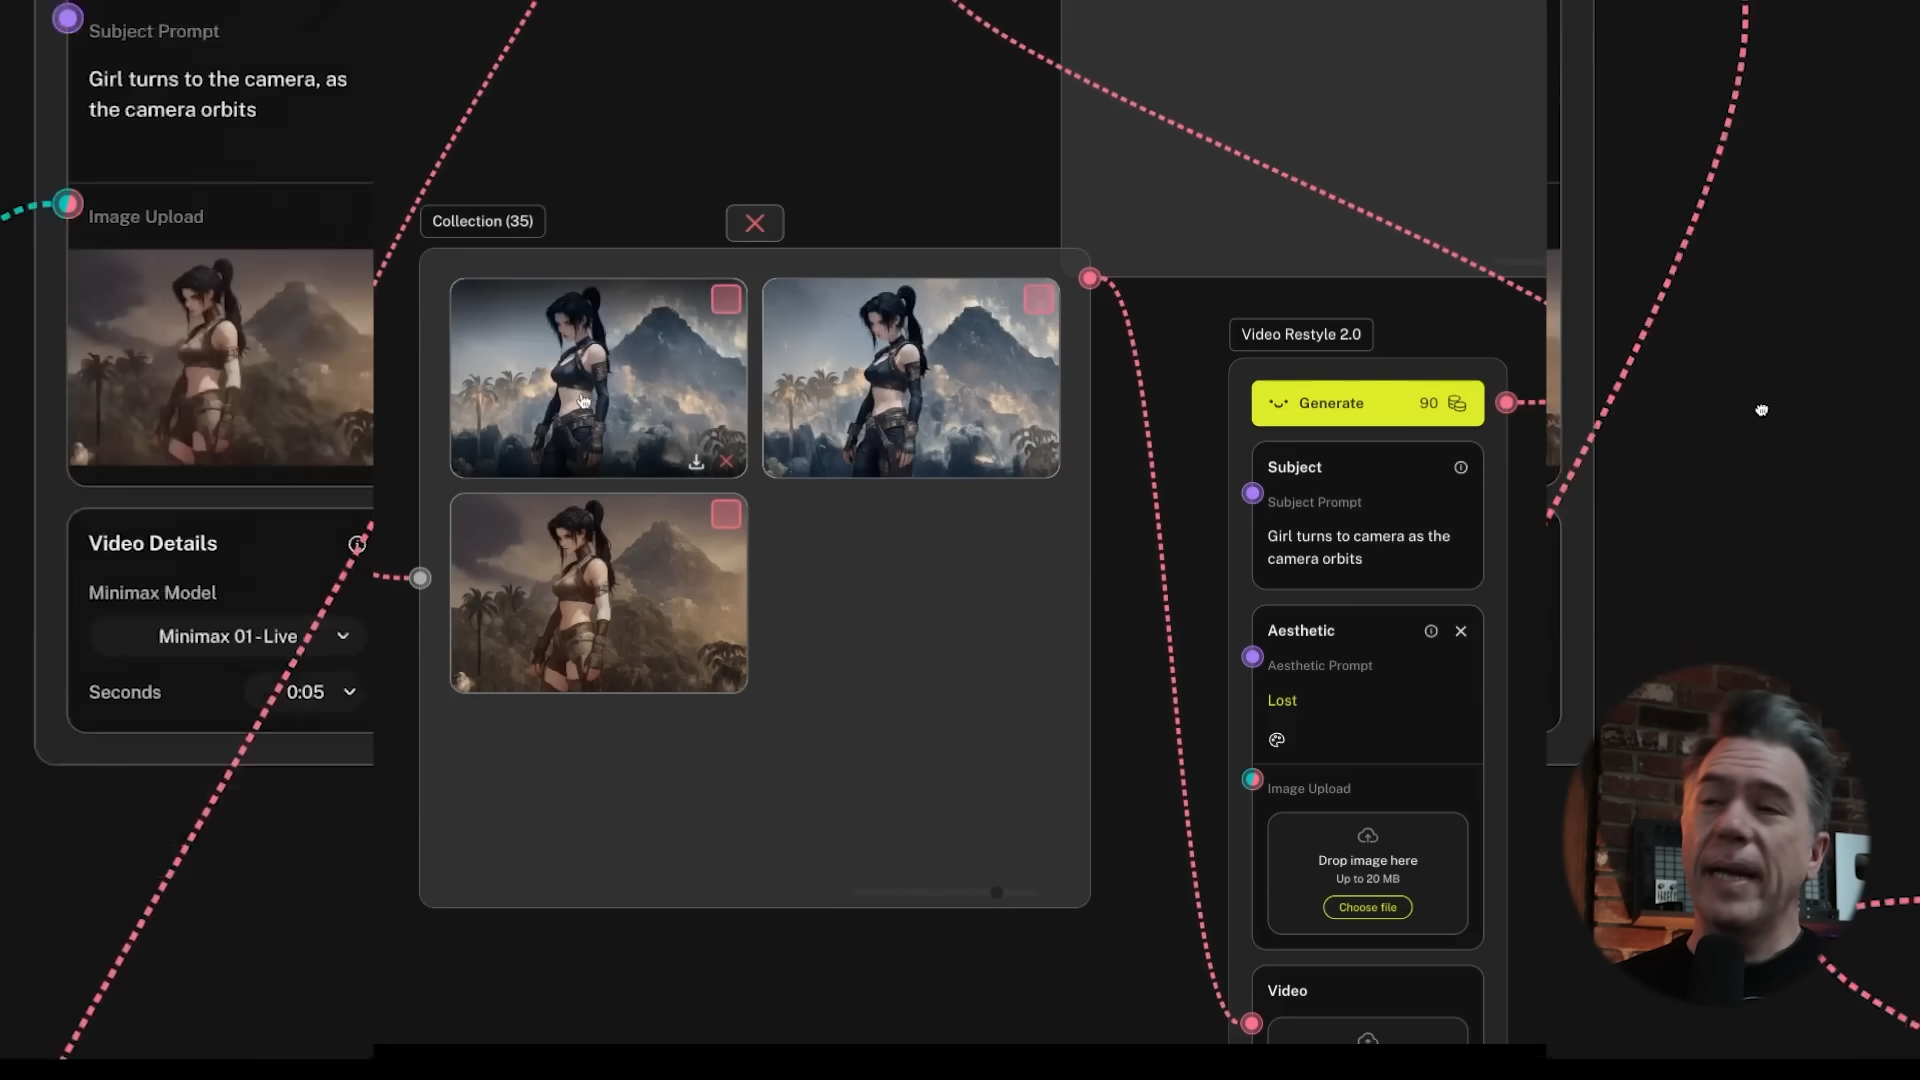 Subject Prompt
Girl turns to the camera, as
the camera orbits
Image Upload
Video Details
Minimax Model
Minimax 01-Live
Seconds
0:05
Collection (35)
Video Restyle 2.0
Generate
90
Subject
Subject Prompt
Girl turns to camera as the
camera orbits
Aesthetic
Aesthetic Prompt
Lost
Image Upload
Drop image here
Up to 20 MB
Choose file
Video